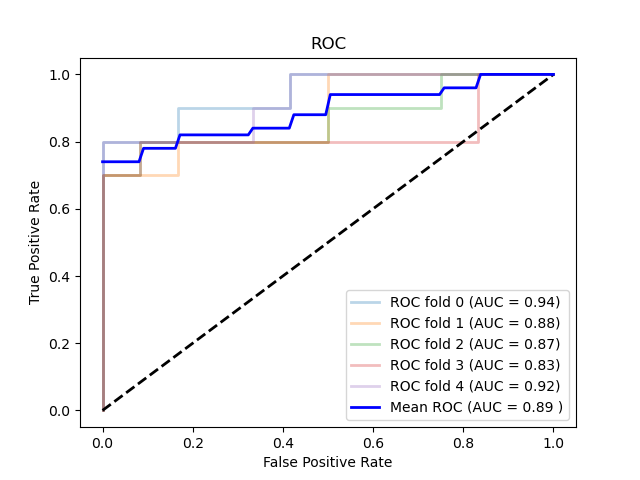 ROC
1.0
0.8
0.6
0.4
0.2
0.0
True Positive Rate
ROC fold 0 (AUC = 0.94)
ROC fold 1 (AUC = 0.88)
ROC fold 2 (AUC = 0.87)
ROC fold 3 (AUC = 0.83)
ROC fold 4 (AUC = 0.92)
Mean ROC (AUC = 0.89 )
0.0 0.2 0.4 0.6 0.8 1.0
False Positive Rate